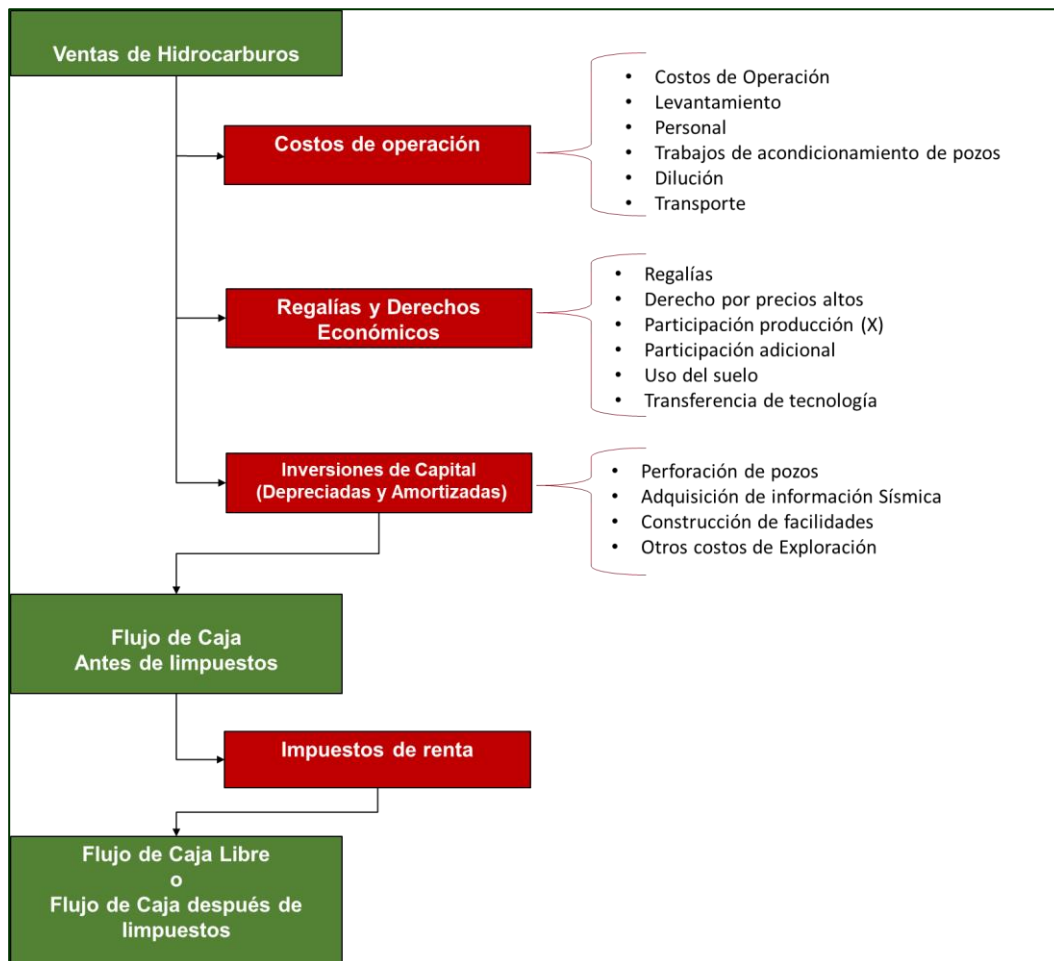 Ventas de Hidrocarburos
Costos de operación
• Costos de Operación
• Levantamiento
• Personal
• Trabajos de acondicionamiento de pozos
• Dilución
• Transporte
Regalías y Derechos
Económicos
• Regalías
• Derecho por precios altos
• Participación producción (X)
• Participación adicional
• Uso del suelo
• Transferencia de tecnología
Inversiones de Capital
(Depreciadas y Amortizadas)
• Perforación de pozos
• Adquisición de información Sísmica
• Construcción de facilidades
• Otros costos de Exploración
Flujo de Caja
Antes de limpuestos
Impuestos de renta
Flujo de Caja Libre
o
Flujo de Caja después de
limpuestos